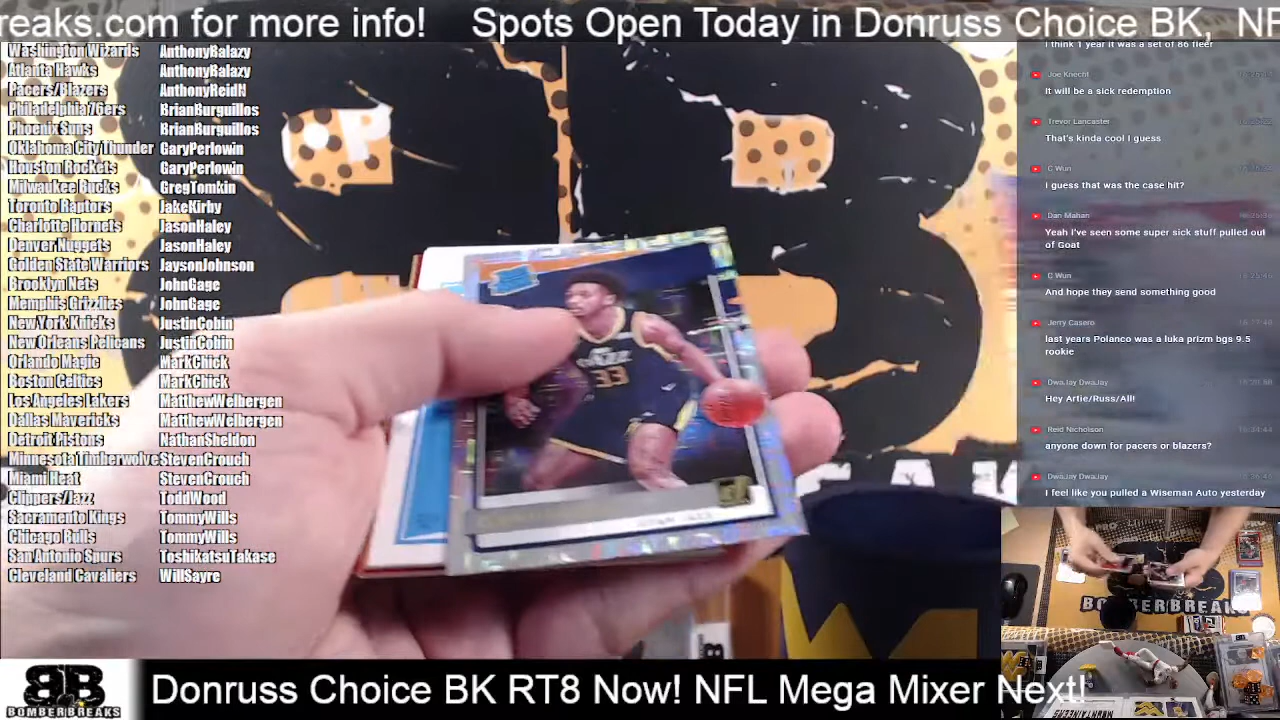 reaks.com for more info! Spots Open Today in Donruss Choice BK, NF
Washington Wizards AnthonyBalazy
Atlanta Hawks AnthonyBalazy
Pacers/Blazers AnthonyReidN
Philadelphia 76ers BrianBurguillos
Phoenix Suns BrianBurguillos
Oklahoma City Thunder GaryPerlowin
Houston Rockets GaryPerlowin
Milwaukee Bucks GregTomkin
Toronto Raptors JakeKirby
Charlotte Hornets JasonHaley
Denver Nuggets JasonHaley
Golden State Warriors JaysonJohnson
Brooklyn Nets JohnGage
Memphis Grizzlies JohnGage
New York Knicks JustinCobin
New Orleans Pelicans JustinCobin
Orlando Magic MarkChick
Boston Celtics MarkChick
Los Angeles Lakers MatthewWelbergen
Dallas Mavericks MatthewWelbergen
Detroit Pistons NathanSheldon
Minnesota Timberwolve StevenCrouch
Miami Heat StevenCrouch
Clippers/Jazz ToddWood
Sacramento Kings TommyWills
Chicago Bulls TommyWills
San Antonio Spurs ToshikatsuTakase
Cleveland Cavaliers WillSayre
33
I think 1 year it was a set of 86 fleer
Joe Knecht
It will be a sick redemption
Trevor Lancaster
That's kinda cool I guess
C Wun
I guess that was the case hit?
Dan Mahan
Yeah I've seen some super sick stuff pulled out
of Goat
C Wun
And hope they send something good
Jerry Casero
last years Polanco was a luka prizm bgs 9.5
rookie
DwaJay DwaJay
Hey Artie/Russ/All!
Reid Nicholson
anyone down for pacers or blazers?
DwaJay DwaJay
I feel like you pulled a Wiseman Auto yesterday
BOMBERBREAKS
BB
BOMBERBREAKS
Donruss Choice BK RT8 Now! NFL Mega Mixer Next!